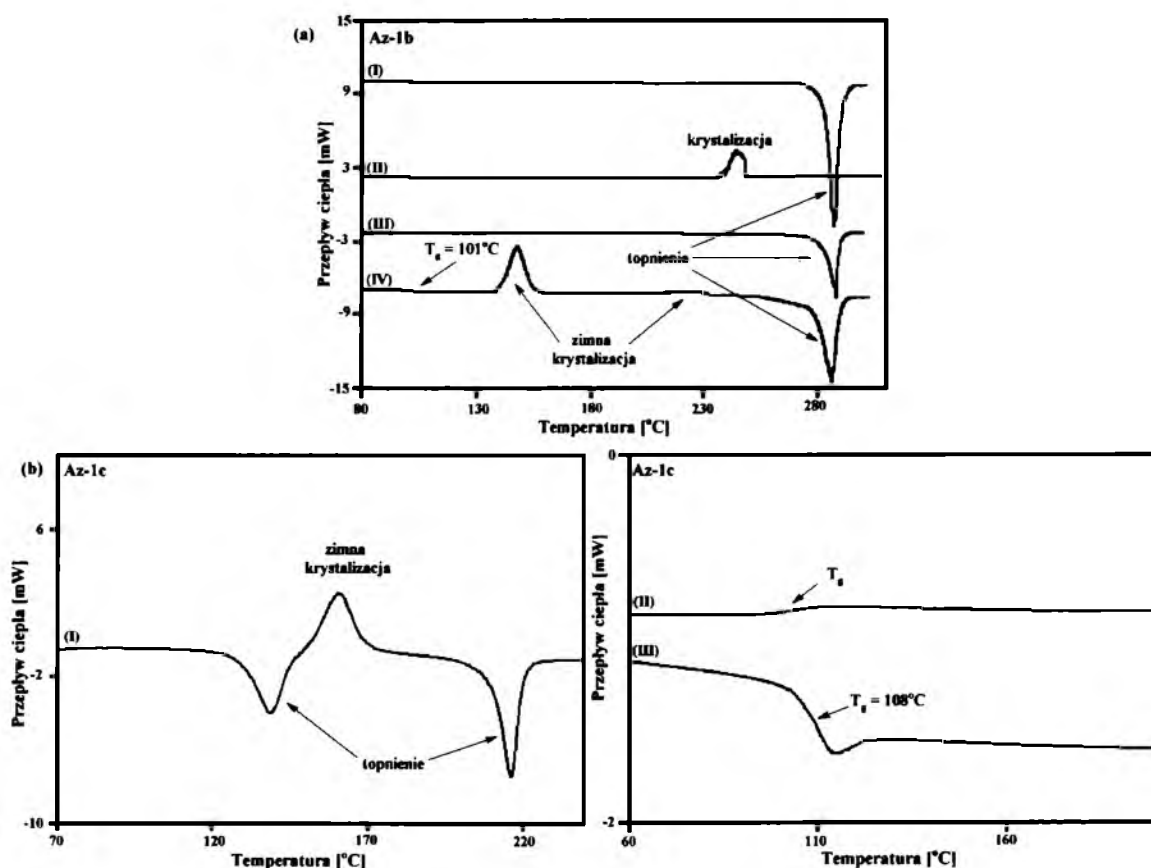 (a)
Az-1b
Przepływ ciepła [mW]
15
9
3
-3
-9
-15
(I)
(II)
(III)
(IV)
krystalizacja
Tg = 101°C
topnienie
zimna
krystalizacja
80
130
180
230
280
Temperatura [°C]
(b)
Az-1c
Przepływ ciepła [mW]
6
-2
-10
(I)
zimna
krystalizacja
topnienie
70
120
170
220
Temperatura [°C]
Az-1c
Przepływ ciepła [mW]
0
-2
(II)
Tg
(III)
Tg = 108°C
60
110
160
Temperatura [°C]